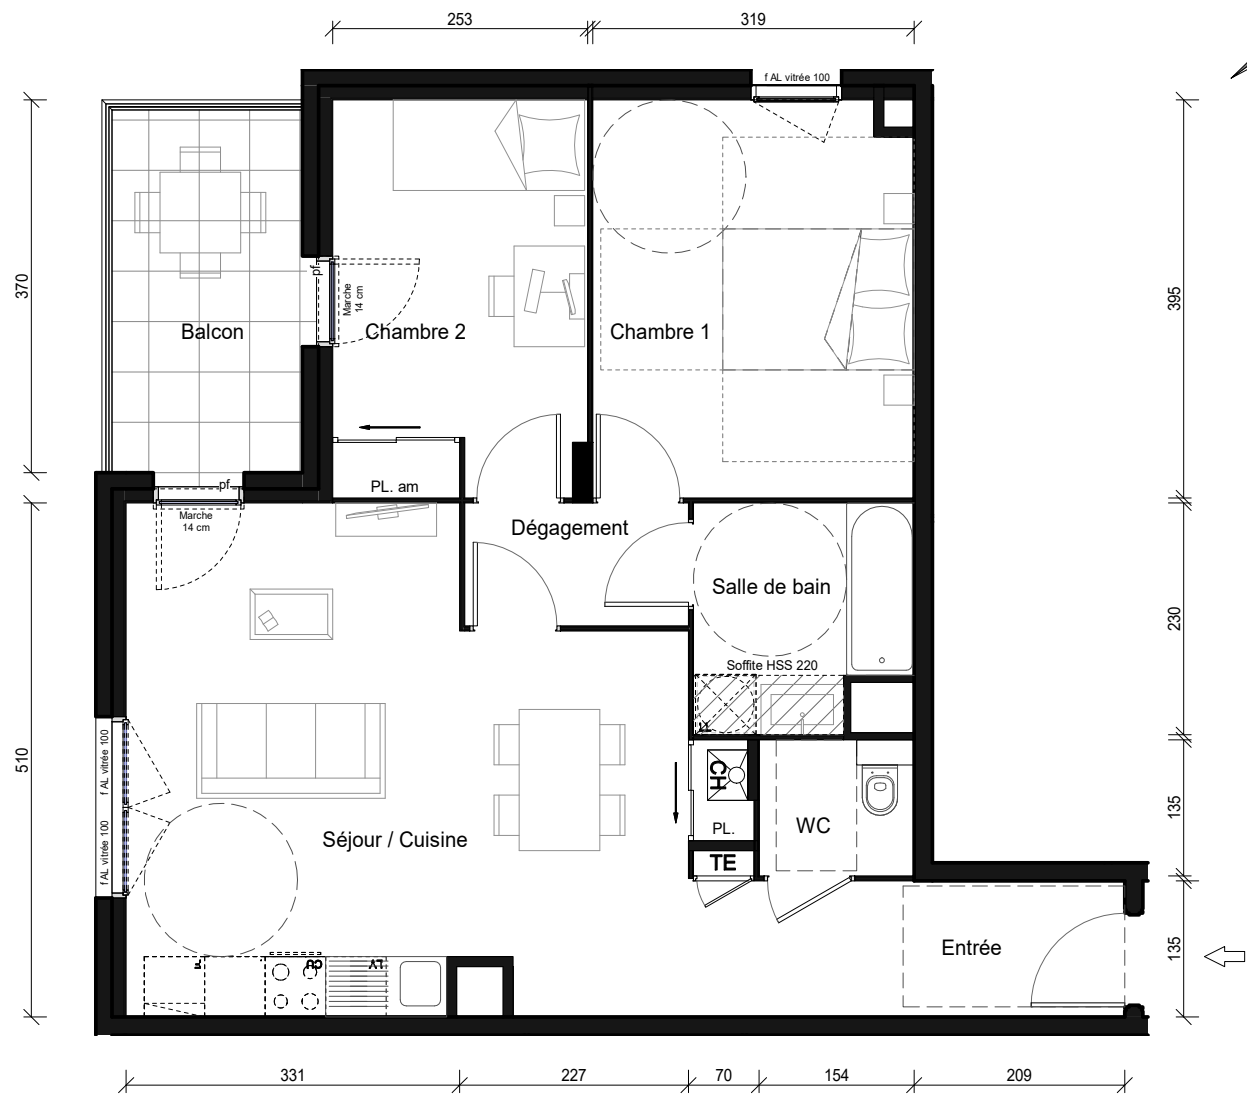 253
319
f AL vitrée 100
370
395
pf
Marche
14 cm
Balcon
Chambre 2
Chambre 1
PL. am
pf
Marche
14 cm
Dégagement
Salle de bain
230
Soffite HSS 220
LL
510
f AL vitrée 100
f AL vitrée 100
CH
PL.
WC
135
Séjour / Cuisine
TE
Entrée
135
F
CU
LV
331
227
70
154
209